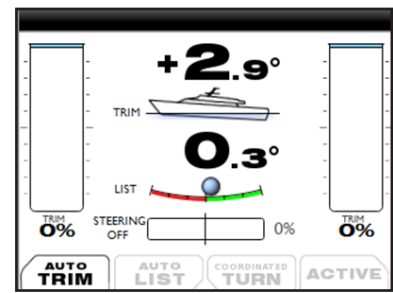 +2.9°
TRIM
0.3°
LIST
TRIM
0%
STEERING
OFF
0%
TRIM
0%
AUTO
TRIM
AUTO
LIST
COORDINATED
TURN
ACTIVE